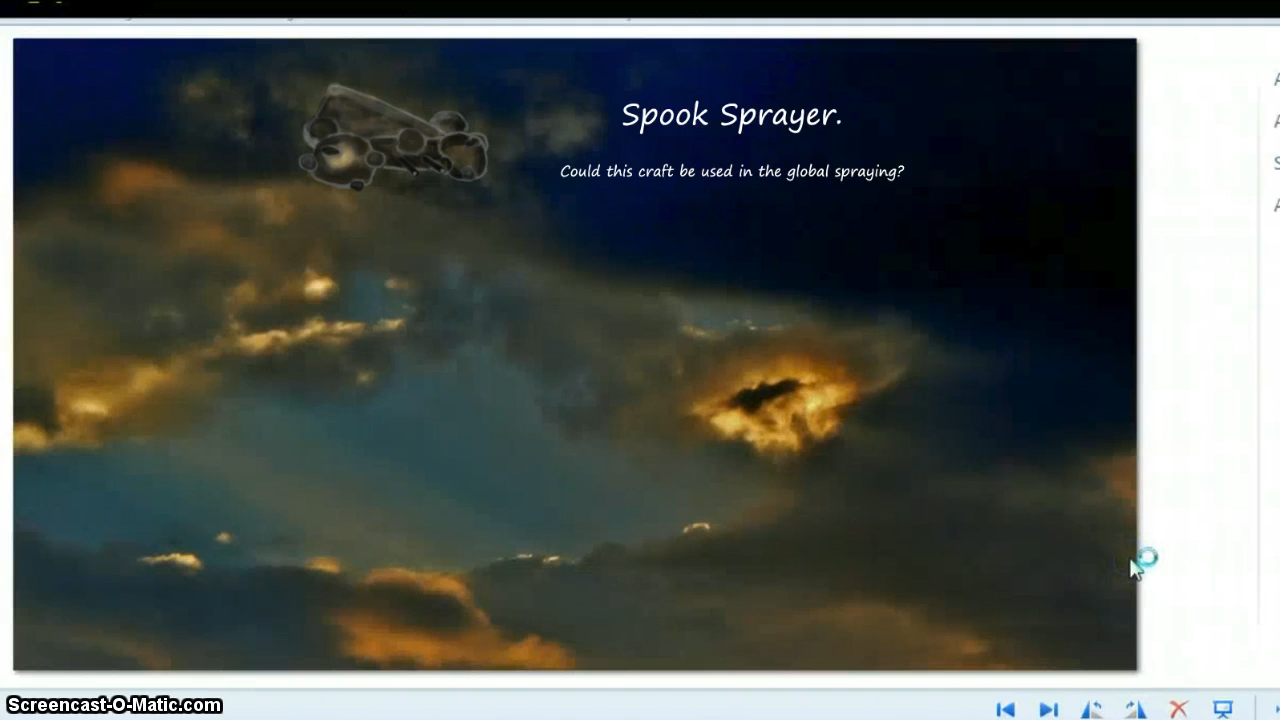 Spook Sprayer.
Could this craft be used in the global spraying?
Screencast-O-Matic.com